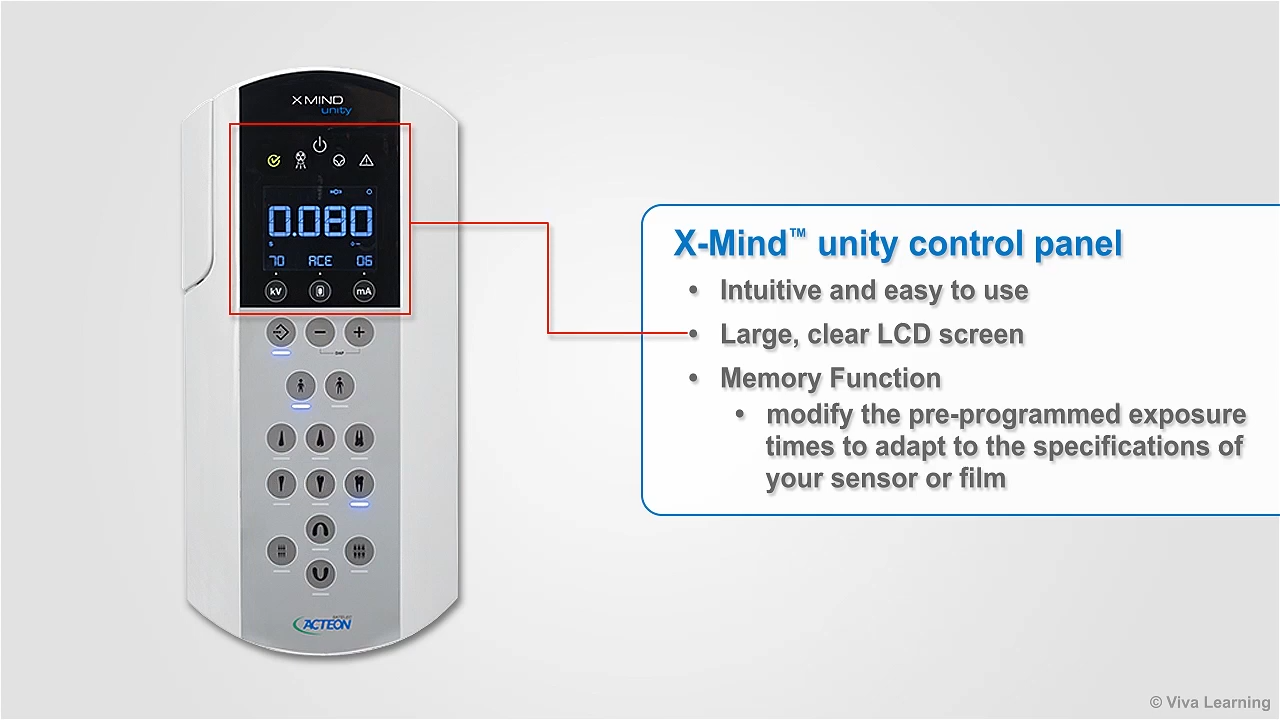 X MIND
unity
0.080
70 ACE 06
kV mA
DAP
ACTEON
X-Mind™ unity control panel
• Intuitive and easy to use
• Large, clear LCD screen
• Memory Function
• modify the pre-programmed exposure
times to adapt to the specifications of
your sensor or film
© Viva Learning